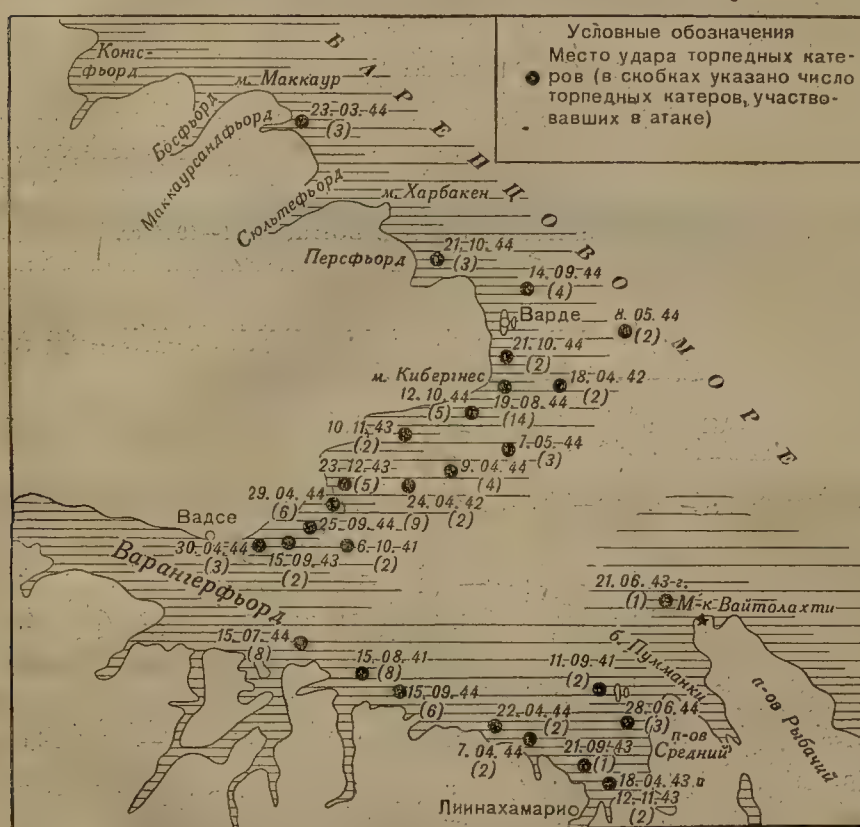 Условные обозначения
Место удара торпедных кате-
ров (в скобках указано число
торпедных катеров, участво-
вавших в атаке)
БАРЕНЦОВО МОРЕ
Конгс-
фьорд
м. Маккаур
Босфьорд
Маккаурсандфьорд
23-03-44
(3)
Сюльтефьорд
м. Харбакен
Персфьорд
21-10-44
(3)
14-09-44
(4)
Варде
8. 05. 44
(2)
21. 10. 44
(2)
м. Кибергнес
18-04-42
(2)
12. 10. 44
(5)
19-08-44
(14)
10. 11-43
(2)
7-05-44
(3)
23-12-43
(5)
9. 04. 44
(4)
29. 04. 44
(6)
24. 04. 42
(2)
Вадсе
25-09-44 (9)
30. 04-44
(3)
15. 09. 43
(2)
6-10-41
(2)
Варангерфьорд
21. 06. 43 г.
(1)
М-к Вайтолахти
15-07-44
(8)
б. Пумманки
а-ов Рыбачий
15-08-41
(8)
11-09-41
(2)
15-09-44
(6)
22-04-44
(2)
28-06-44
(3)
п-ов
Средний
7. 04. 44
(2)
21-09-43
(1)
18-04. 43 и
12-11-43
(2)
Лиинахамарио